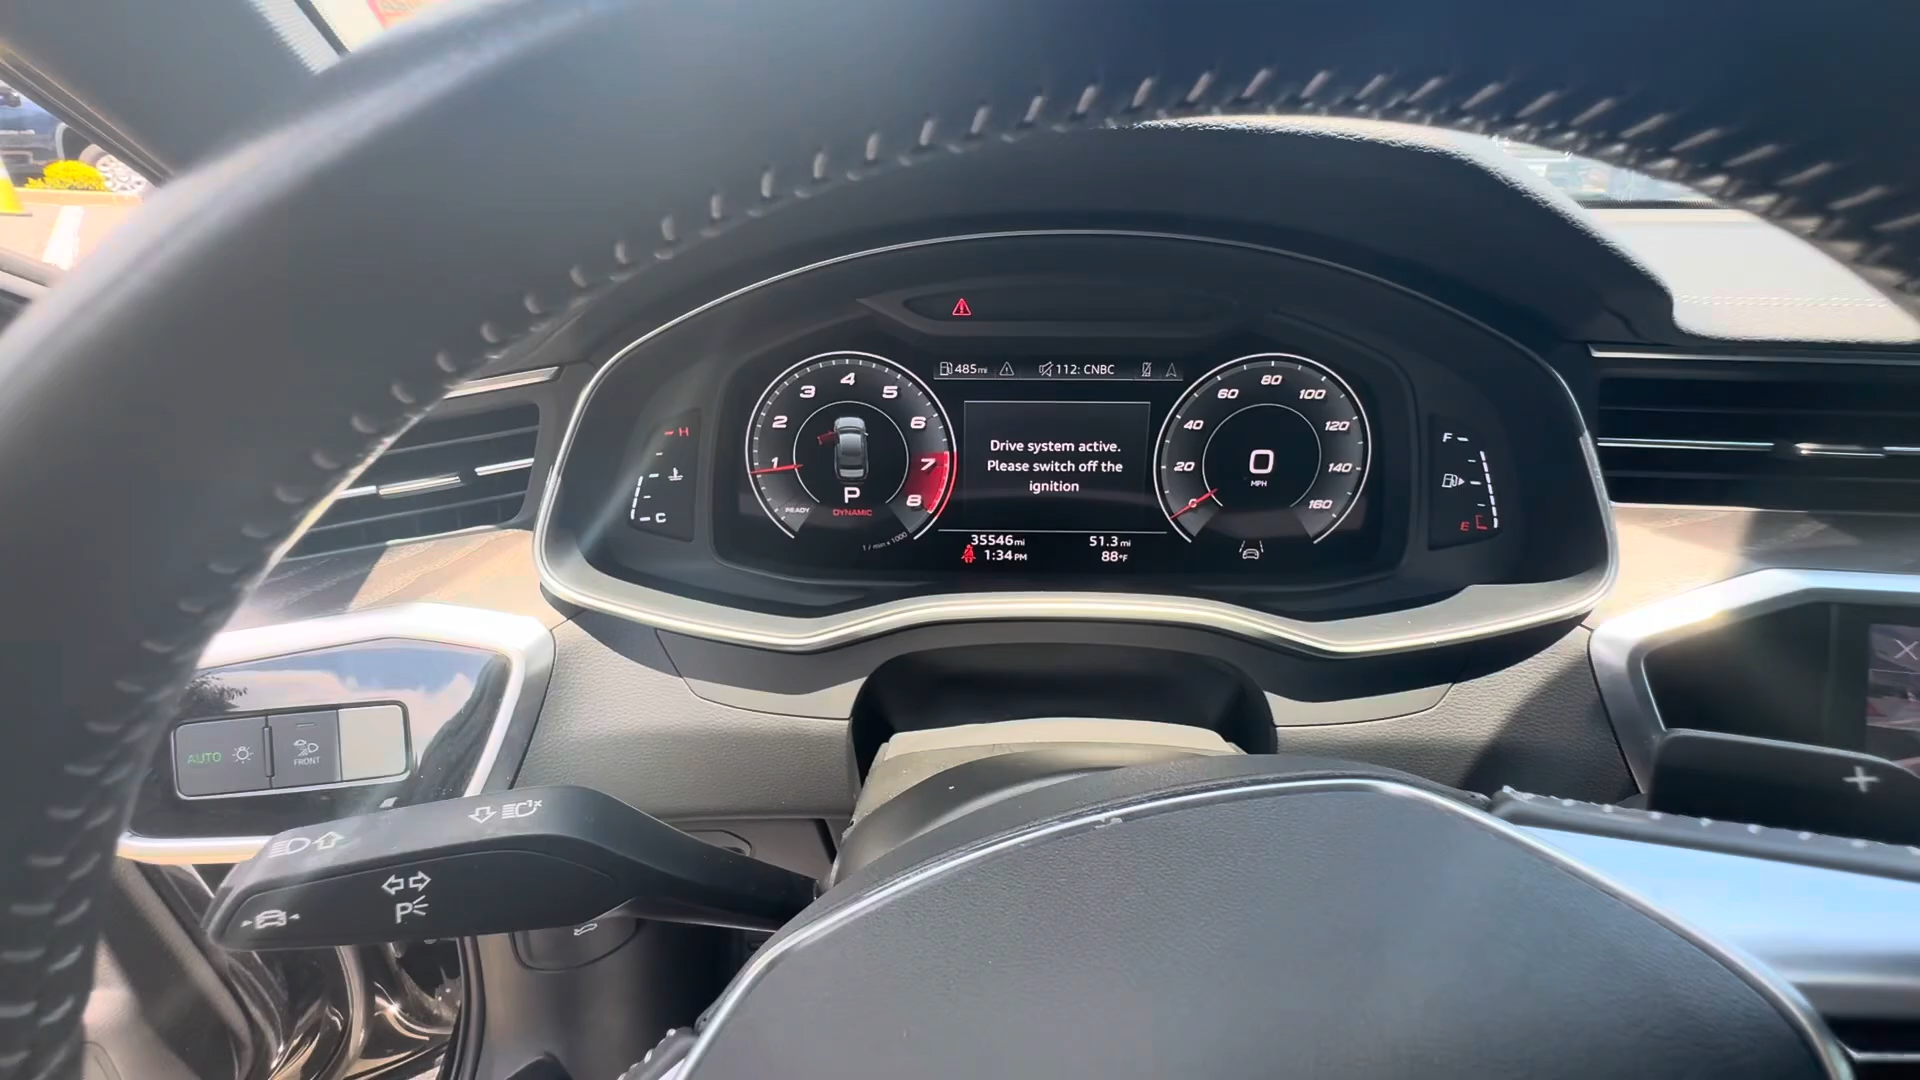 485mi
112: CNBC
1
2
3
4
5
6
7
8
READY
P
DYNAMIC
1 / min x 1000
Drive system active.
Please switch off the
ignition
0
20
40
60
80
100
120
140
160
0
MPH
H
C
F
E
35546mi
51.3mi
1:34PM
88°F
AUTO
FRONT
P
X
+